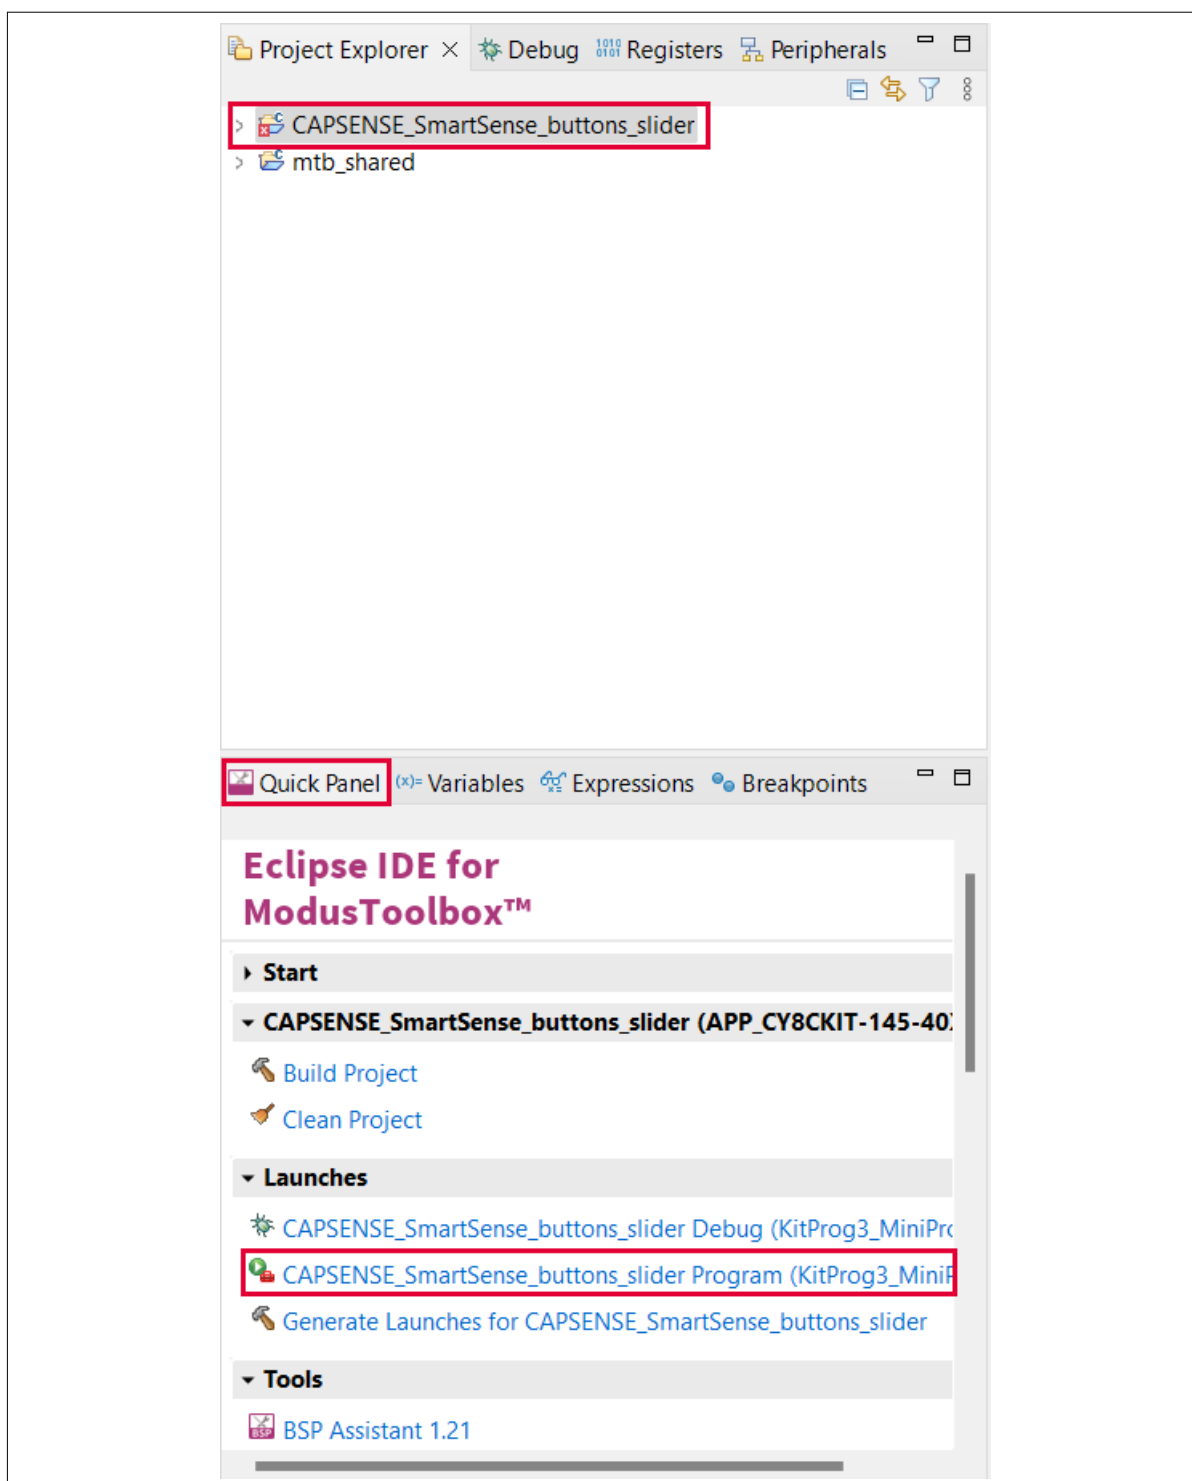 Project Explorer Debug Registers Peripherals
CAPSENSE_SmartSense_buttons_slider
mtb_shared
Quick Panel (x)= Variables Expressions Breakpoints
Eclipse IDE for
ModusToolbox™
Start
CAPSENSE_SmartSense_buttons_slider (APP_CY8CKIT-145-40
Build Project
Clean Project
Launches
CAPSENSE_SmartSense_buttons_slider Debug (KitProg3_MiniPro
CAPSENSE_SmartSense_buttons_slider Program (KitProg3_MiniP
Generate Launches for CAPSENSE_SmartSense_buttons_slider
Tools
BSP Assistant 1.21